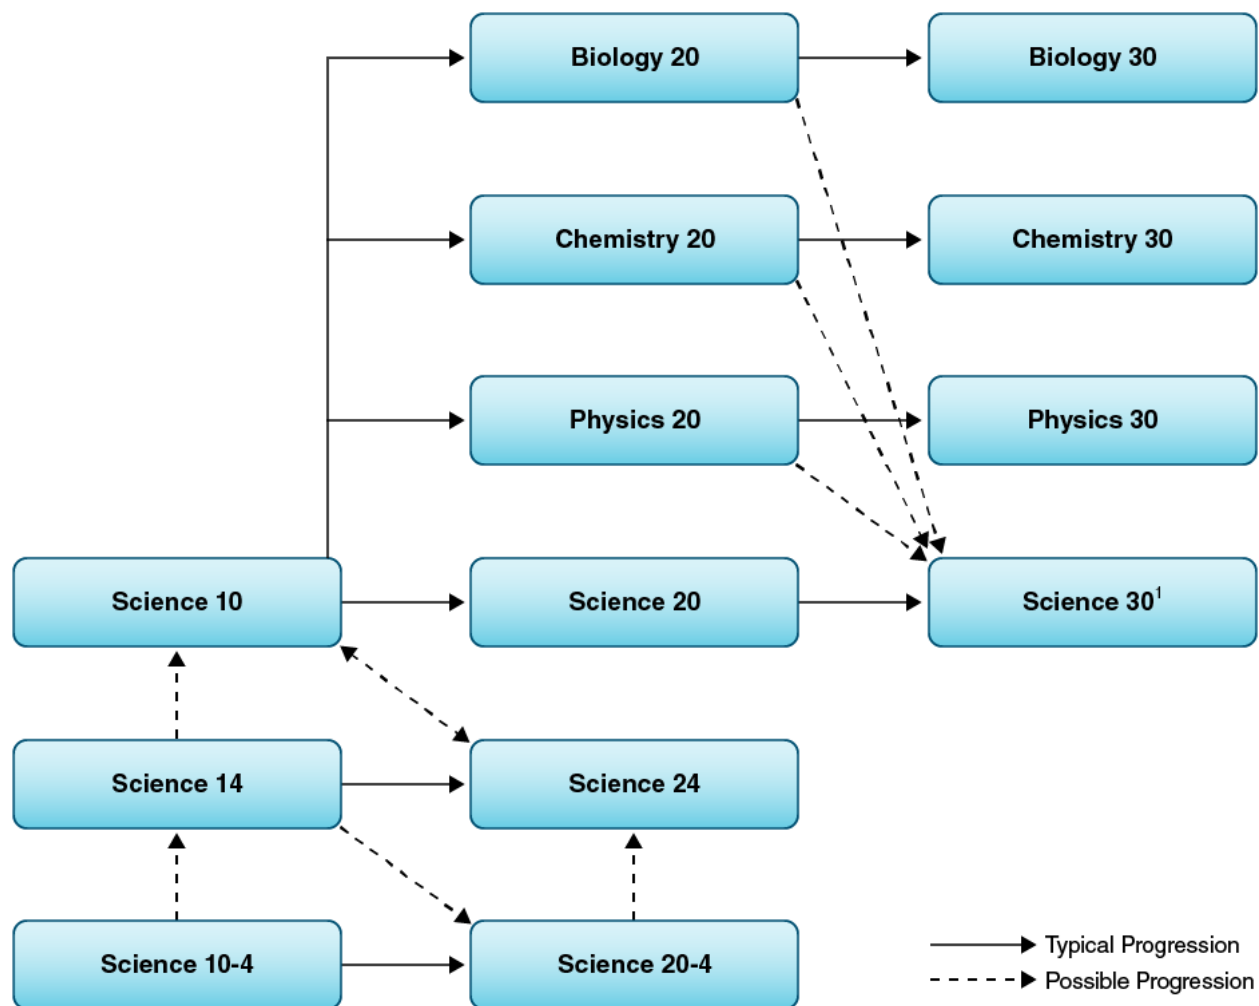 Biology 20
Biology 30
Chemistry 20
Chemistry 30
Physics 20
Physics 30
Science 10
Science 20
Science 30¹
Science 14
Science 24
Science 10-4
Science 20-4
Typical Progression
Possible Progression